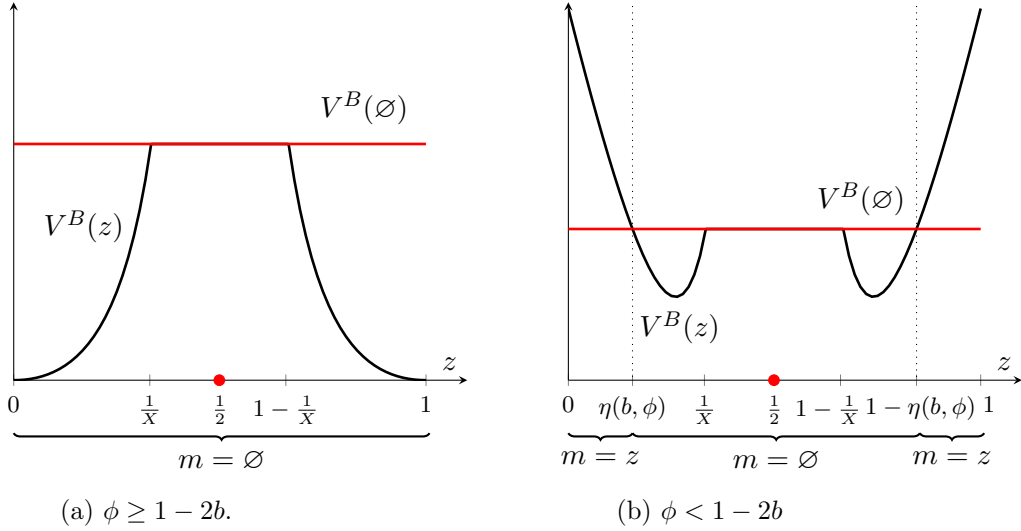 V^B(∅)
V^B(z)
z
0 1/X 1/2 1 − 1/X 1
m = ∅
(a) ϕ ≥ 1 − 2b.
V^B(∅)
V^B(z)
z
0 η(b, ϕ) 1/X 1/2 1 − 1/X 1 − η(b, ϕ) 1
m = z m = ∅ m = z
(b) ϕ < 1 − 2b